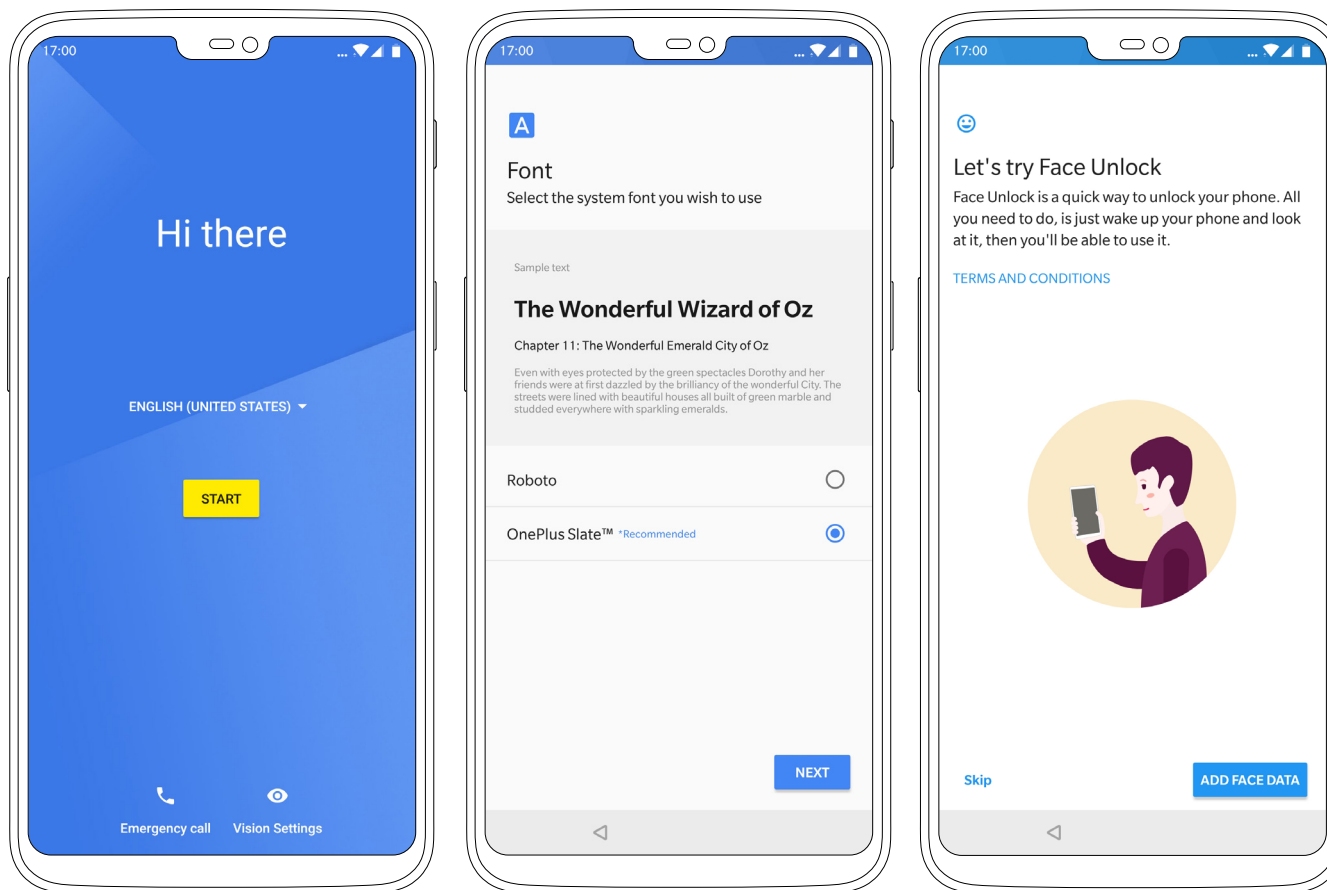 17:00
Hi there
ENGLISH (UNITED STATES)
START
Emergency call Vision Settings
17:00
A
Font
Select the system font you wish to use
Sample text
The Wonderful Wizard of Oz
Chapter 11: The Wonderful Emerald City of Oz
Even with eyes protected by the green spectacles Dorothy and her
friends were at first dazzled by the brilliancy of the wonderful City. The
streets were lined with beautiful houses all built of green marble and
studded everywhere with sparkling emeralds.
Roboto
OnePlus Slate™ *Recommended
NEXT
17:00
Let's try Face Unlock
Face Unlock is a quick way to unlock your phone. All
you need to do, is just wake up your phone and look
at it, then you'll be able to use it.
TERMS AND CONDITIONS
Skip ADD FACE DATA